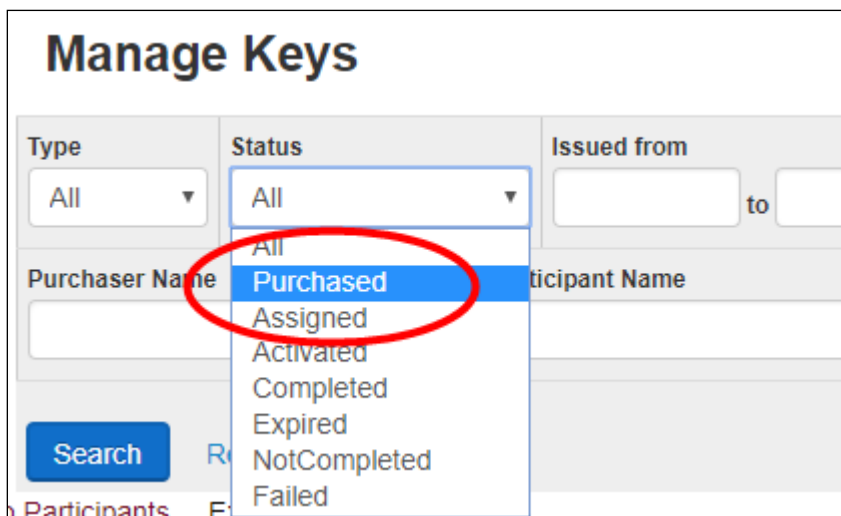 Manage Keys
Type Status Issued from
All All to
All
Purchaser Name Purchased ticipant Name
Assigned
Activated
Completed
Expired
Search NotCompleted
Failed
Participants